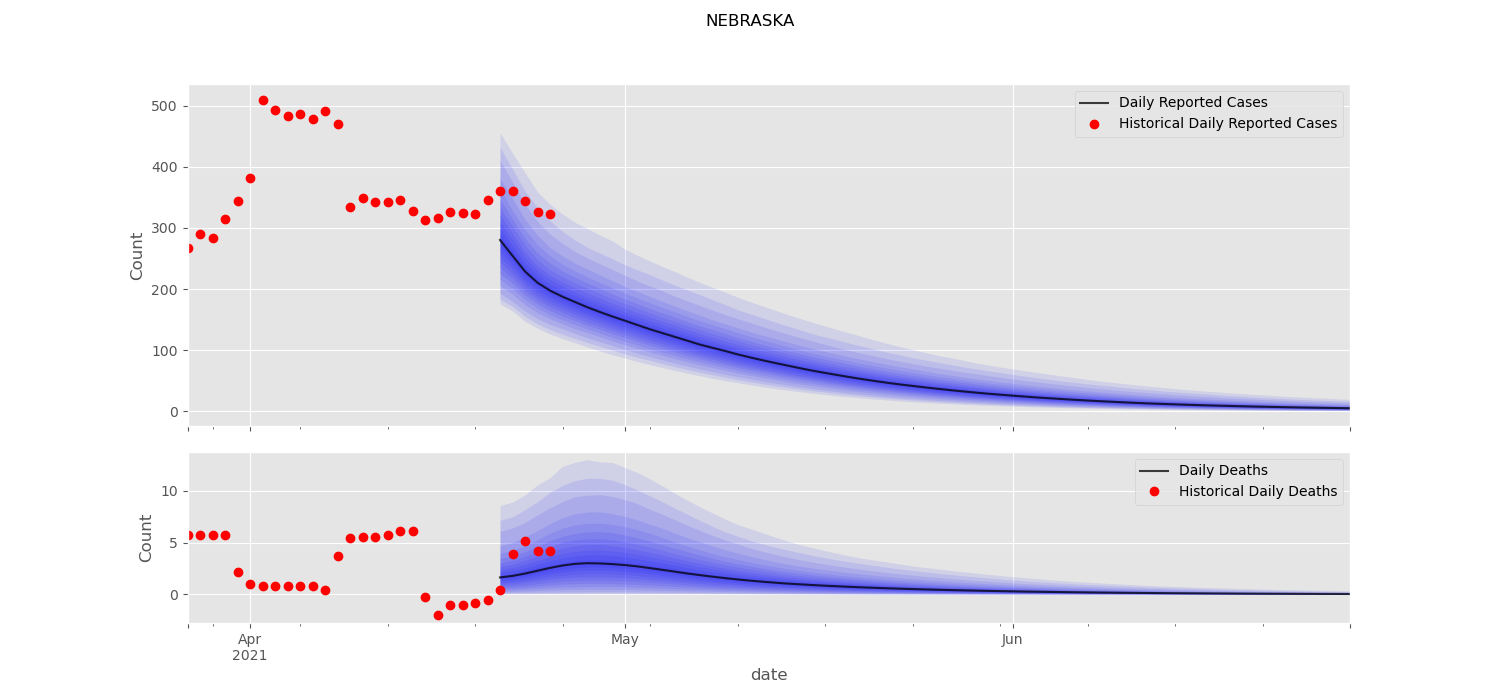 NEBRASKA
500
400
300
200
100
0
Count
Daily Reported Cases
Historical Daily Reported Cases
10
5
0
Count
Daily Deaths
Historical Daily Deaths
Apr
2021
May
Jun
date